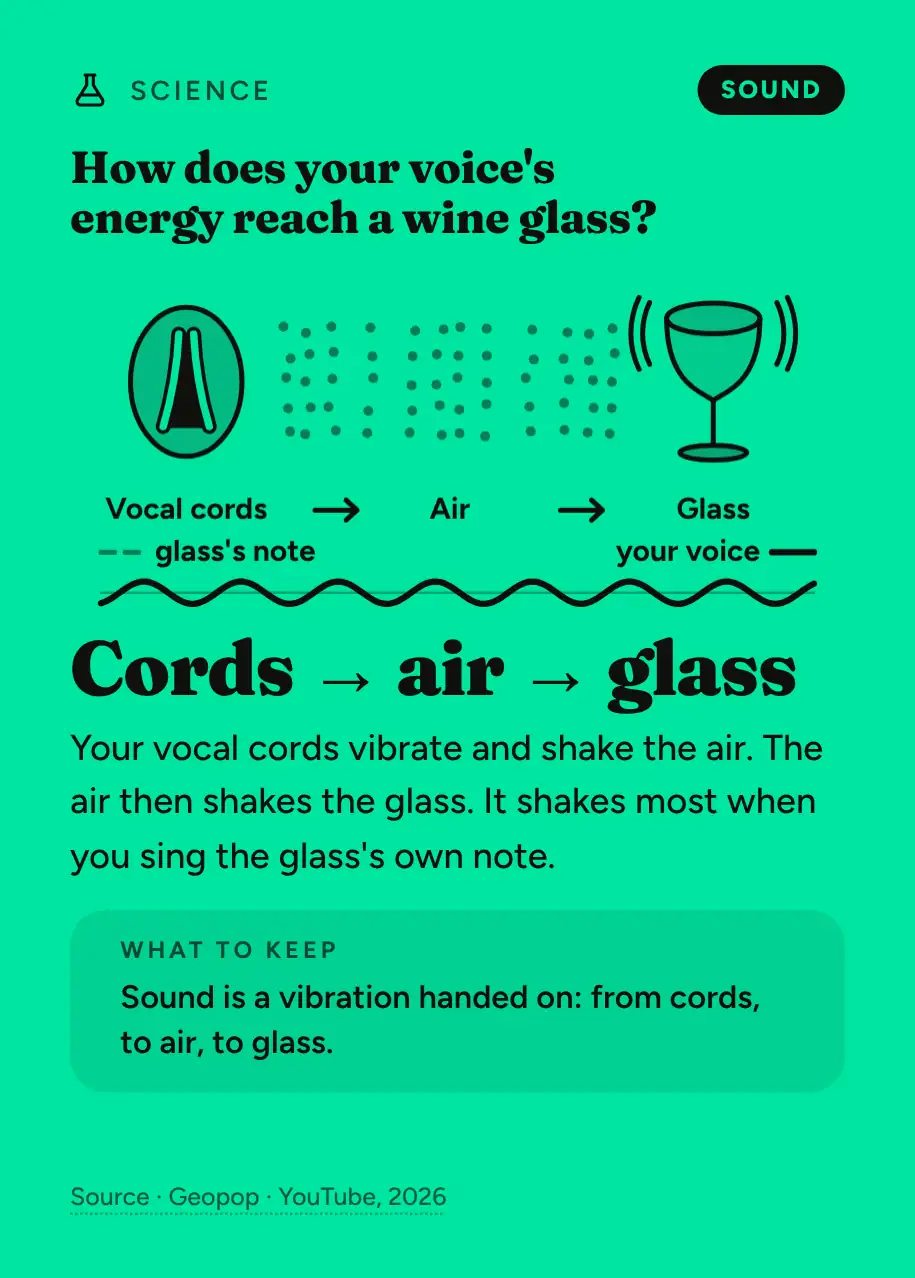 SCIENCE
SOUND
How does your voice's
energy reach a wine glass?
Vocal cords → Air → Glass
glass's note
your voice
Cords → air → glass
Your vocal cords vibrate and shake the air. The
air then shakes the glass. It shakes most when
you sing the glass's own note.
WHAT TO KEEP
Sound is a vibration handed on: from cords,
to air, to glass.
Source · Geopop · YouTube, 2026